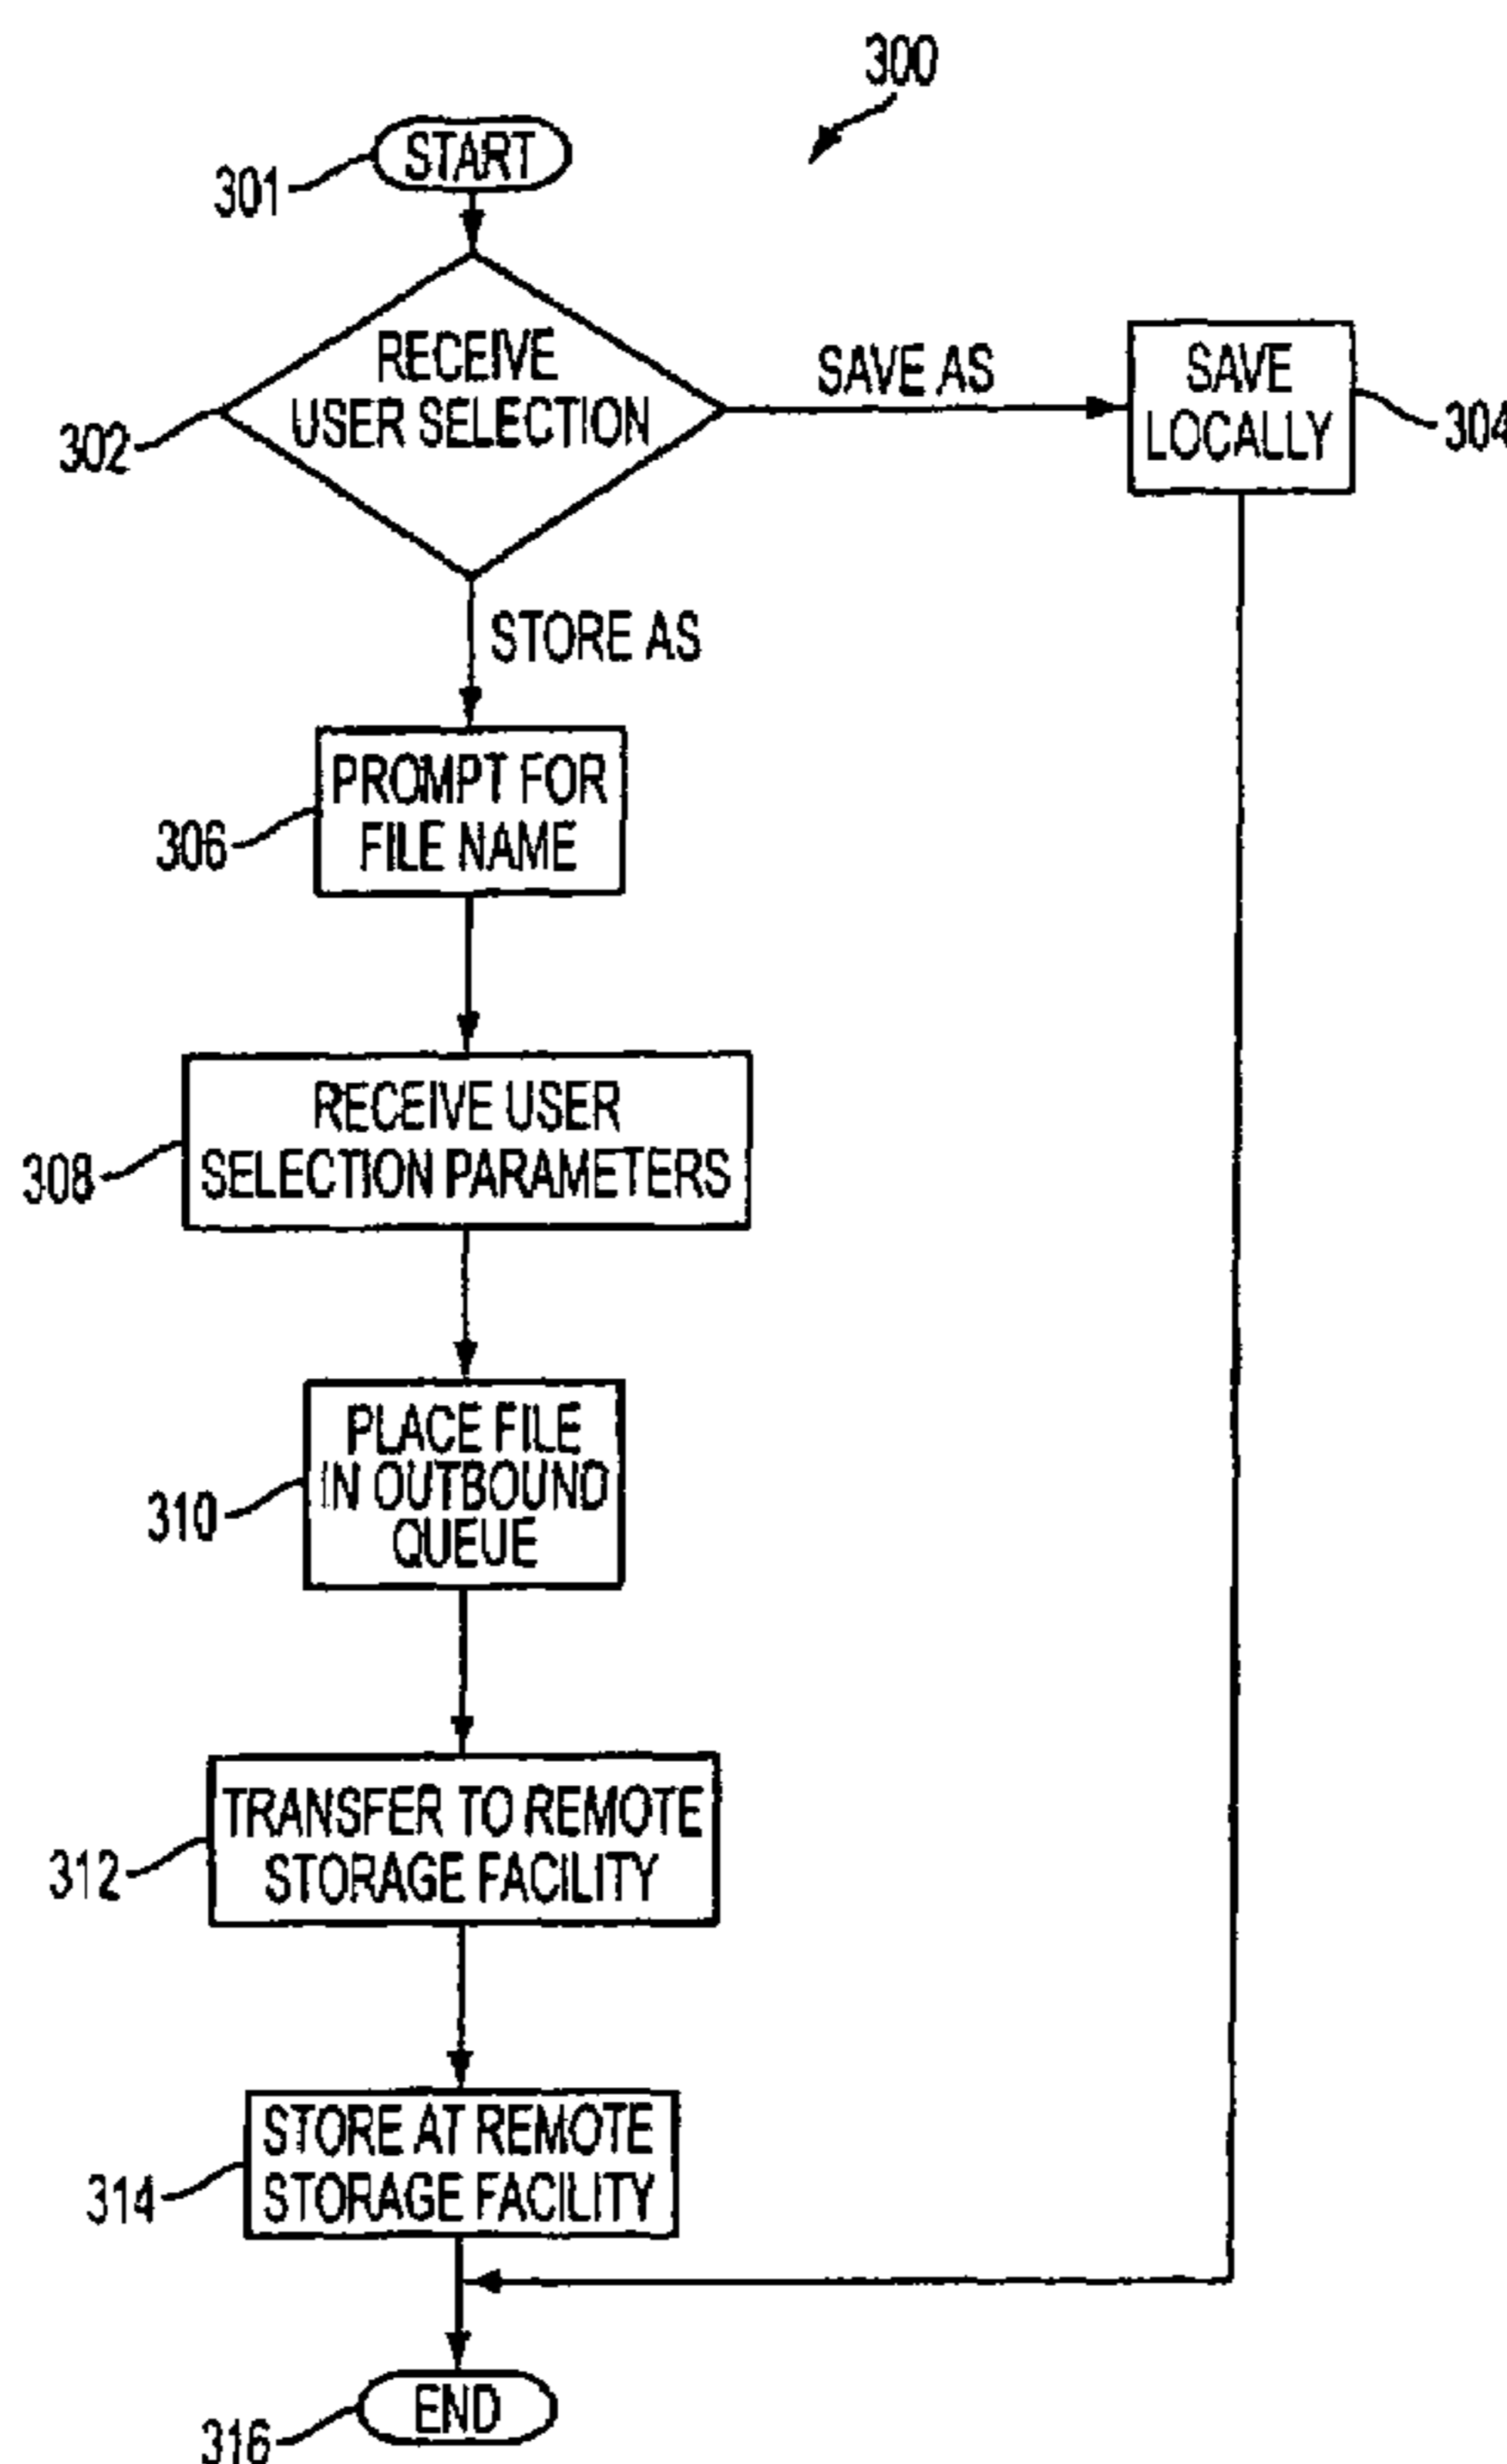 300
START
301
RECEIVE
USER SELECTION
302
SAVE AS
SAVE
LOCALLY
304
STORE AS
PROMPT FOR
FILE NAME
306
RECEIVE USER
SELECTION PARAMETERS
308
PLACE FILE
IN OUTBOUND
QUEUE
310
TRANSFER TO REMOTE
STORAGE FACILITY
312
STORE AT REMOTE
STORAGE FACILITY
314
END
316